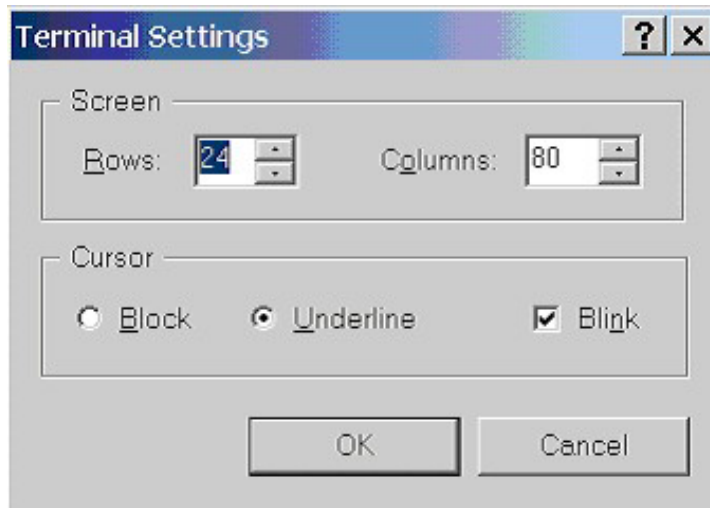 Terminal Settings ? ×
Screen
Rows: 24 Columns: 80
Cursor
Block Underline Blink
OK Cancel